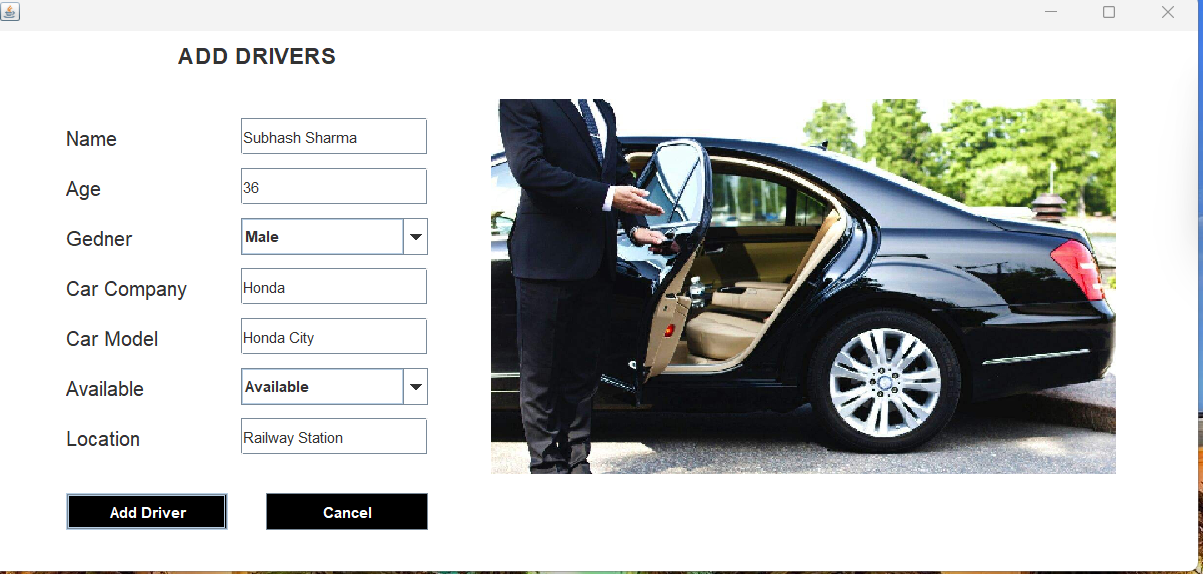 ADD DRIVERS
Name Subhash Sharma
Age 36
Gedner Male
Car Company Honda
Car Model Honda City
Available Available
Location Railway Station
Add Driver Cancel